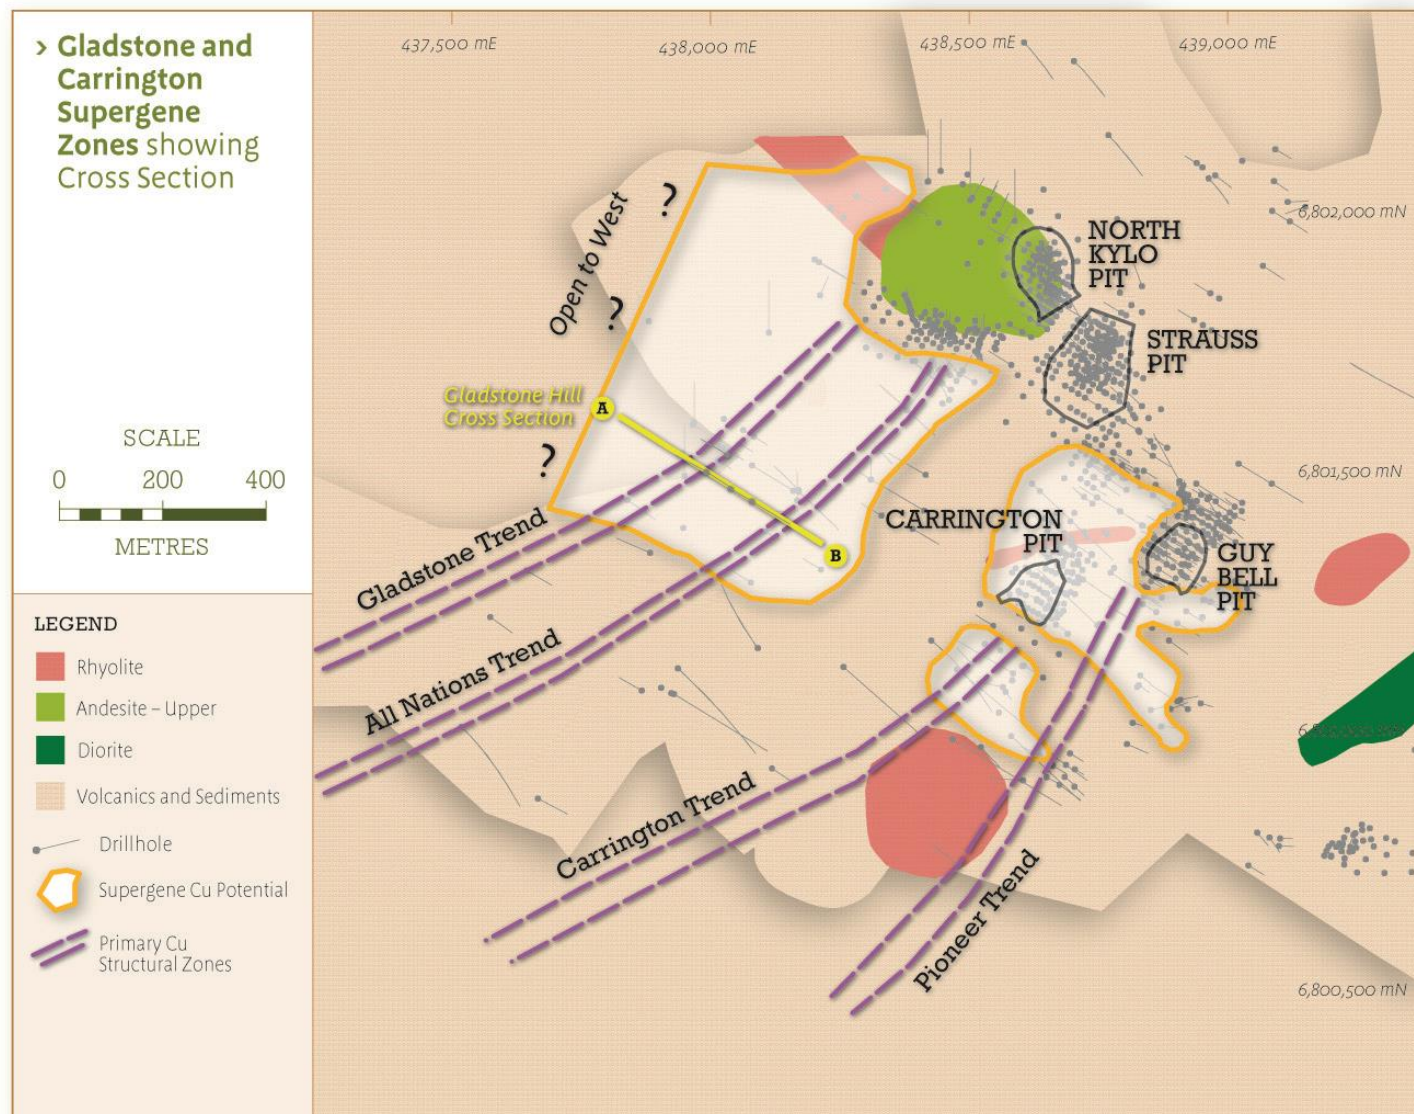 › Gladstone and
Carrington
Supergene
Zones showing
Cross Section
SCALE
0 200 400
METRES
LEGEND
Rhyolite
Andesite – Upper
Diorite
Volcanics and Sediments
Drillhole
Supergene Cu Potential
Primary Cu
Structural Zones
437,500 mE
438,000 mE
438,500 mE
439,000 mE
6,802,000 mN
6,801,500 mN
6,800,500 mN
?
Open to West
?
?
NORTH
KYLO
PIT
STRAUSS
PIT
Gladstone Hill
Cross Section
A
B
CARRINGTON
PIT
GUY
BELL
PIT
Gladstone Trend
All Nations Trend
Carrington Trend
Pioneer Trend